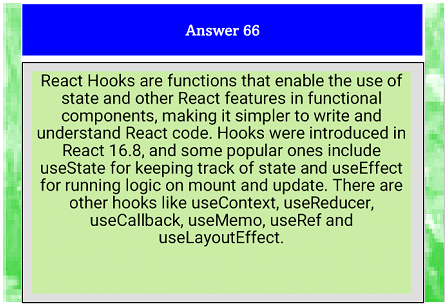 Answer 66
React Hooks are functions that enable the use of
state and other React features in functional
components, making it simpler to write and
understand React code. Hooks were introduced in
React 16.8, and some popular ones include
useState for keeping track of state and useEffect
for running logic on mount and update. There are
other hooks like useContext, useReducer,
useCallback, useMemo, useRef and
useLayoutEffect.